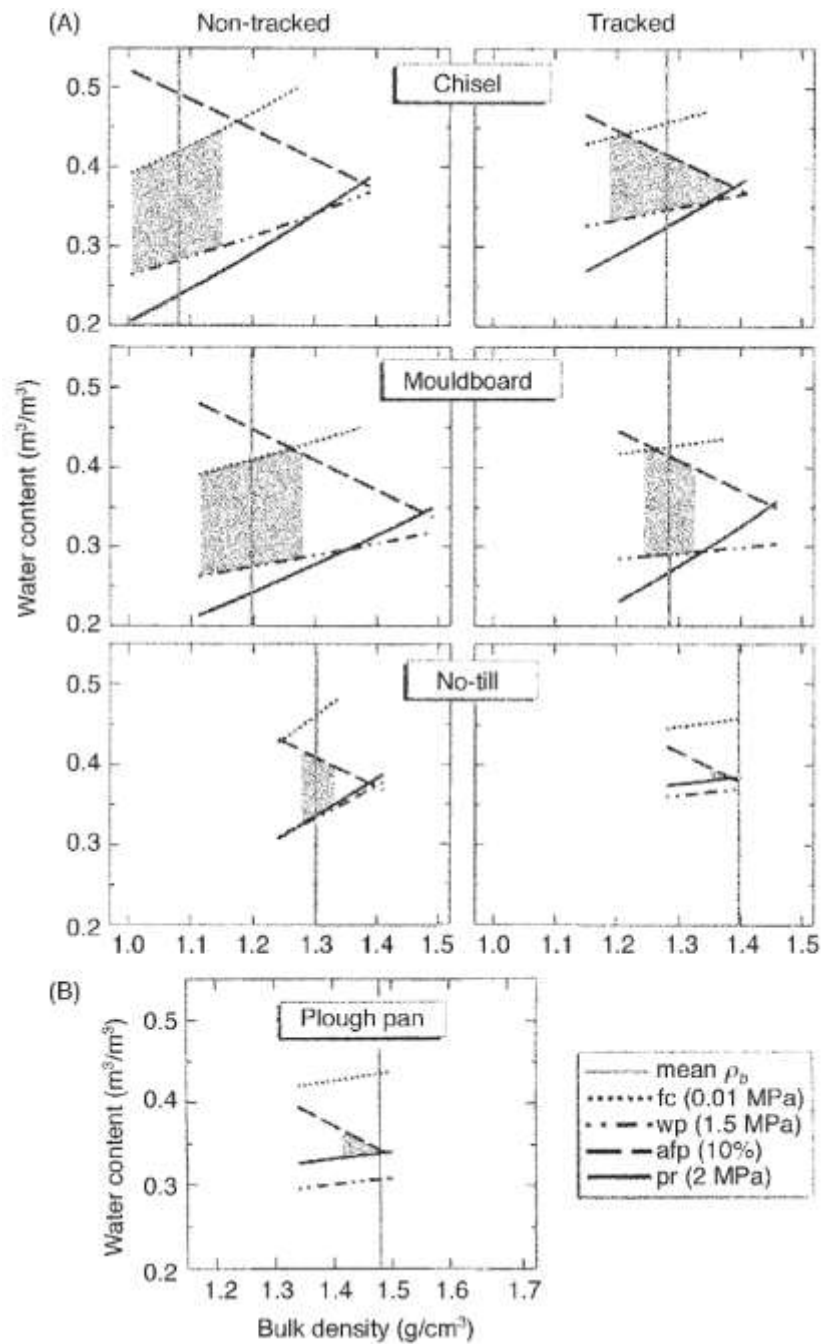 (A)
Non-tracked
Tracked
Chisel
0.5
0.4
0.3
0.2
Mouldboard
0.5
0.4
0.3
0.2
No-till
0.5
0.4
0.3
0.2
Water content (m³/m³)
1.0 1.1 1.2 1.3 1.4 1.5
1.0 1.1 1.2 1.3 1.4 1.5
(B)
Plough pan
0.5
0.4
0.3
0.2
Water content (m³/m³)
1.2 1.3 1.4 1.5 1.6 1.7
Bulk density (g/cm³)
mean ρb
fc (0.01 MPa)
wp (1.5 MPa)
afp (10%)
pr (2 MPa)